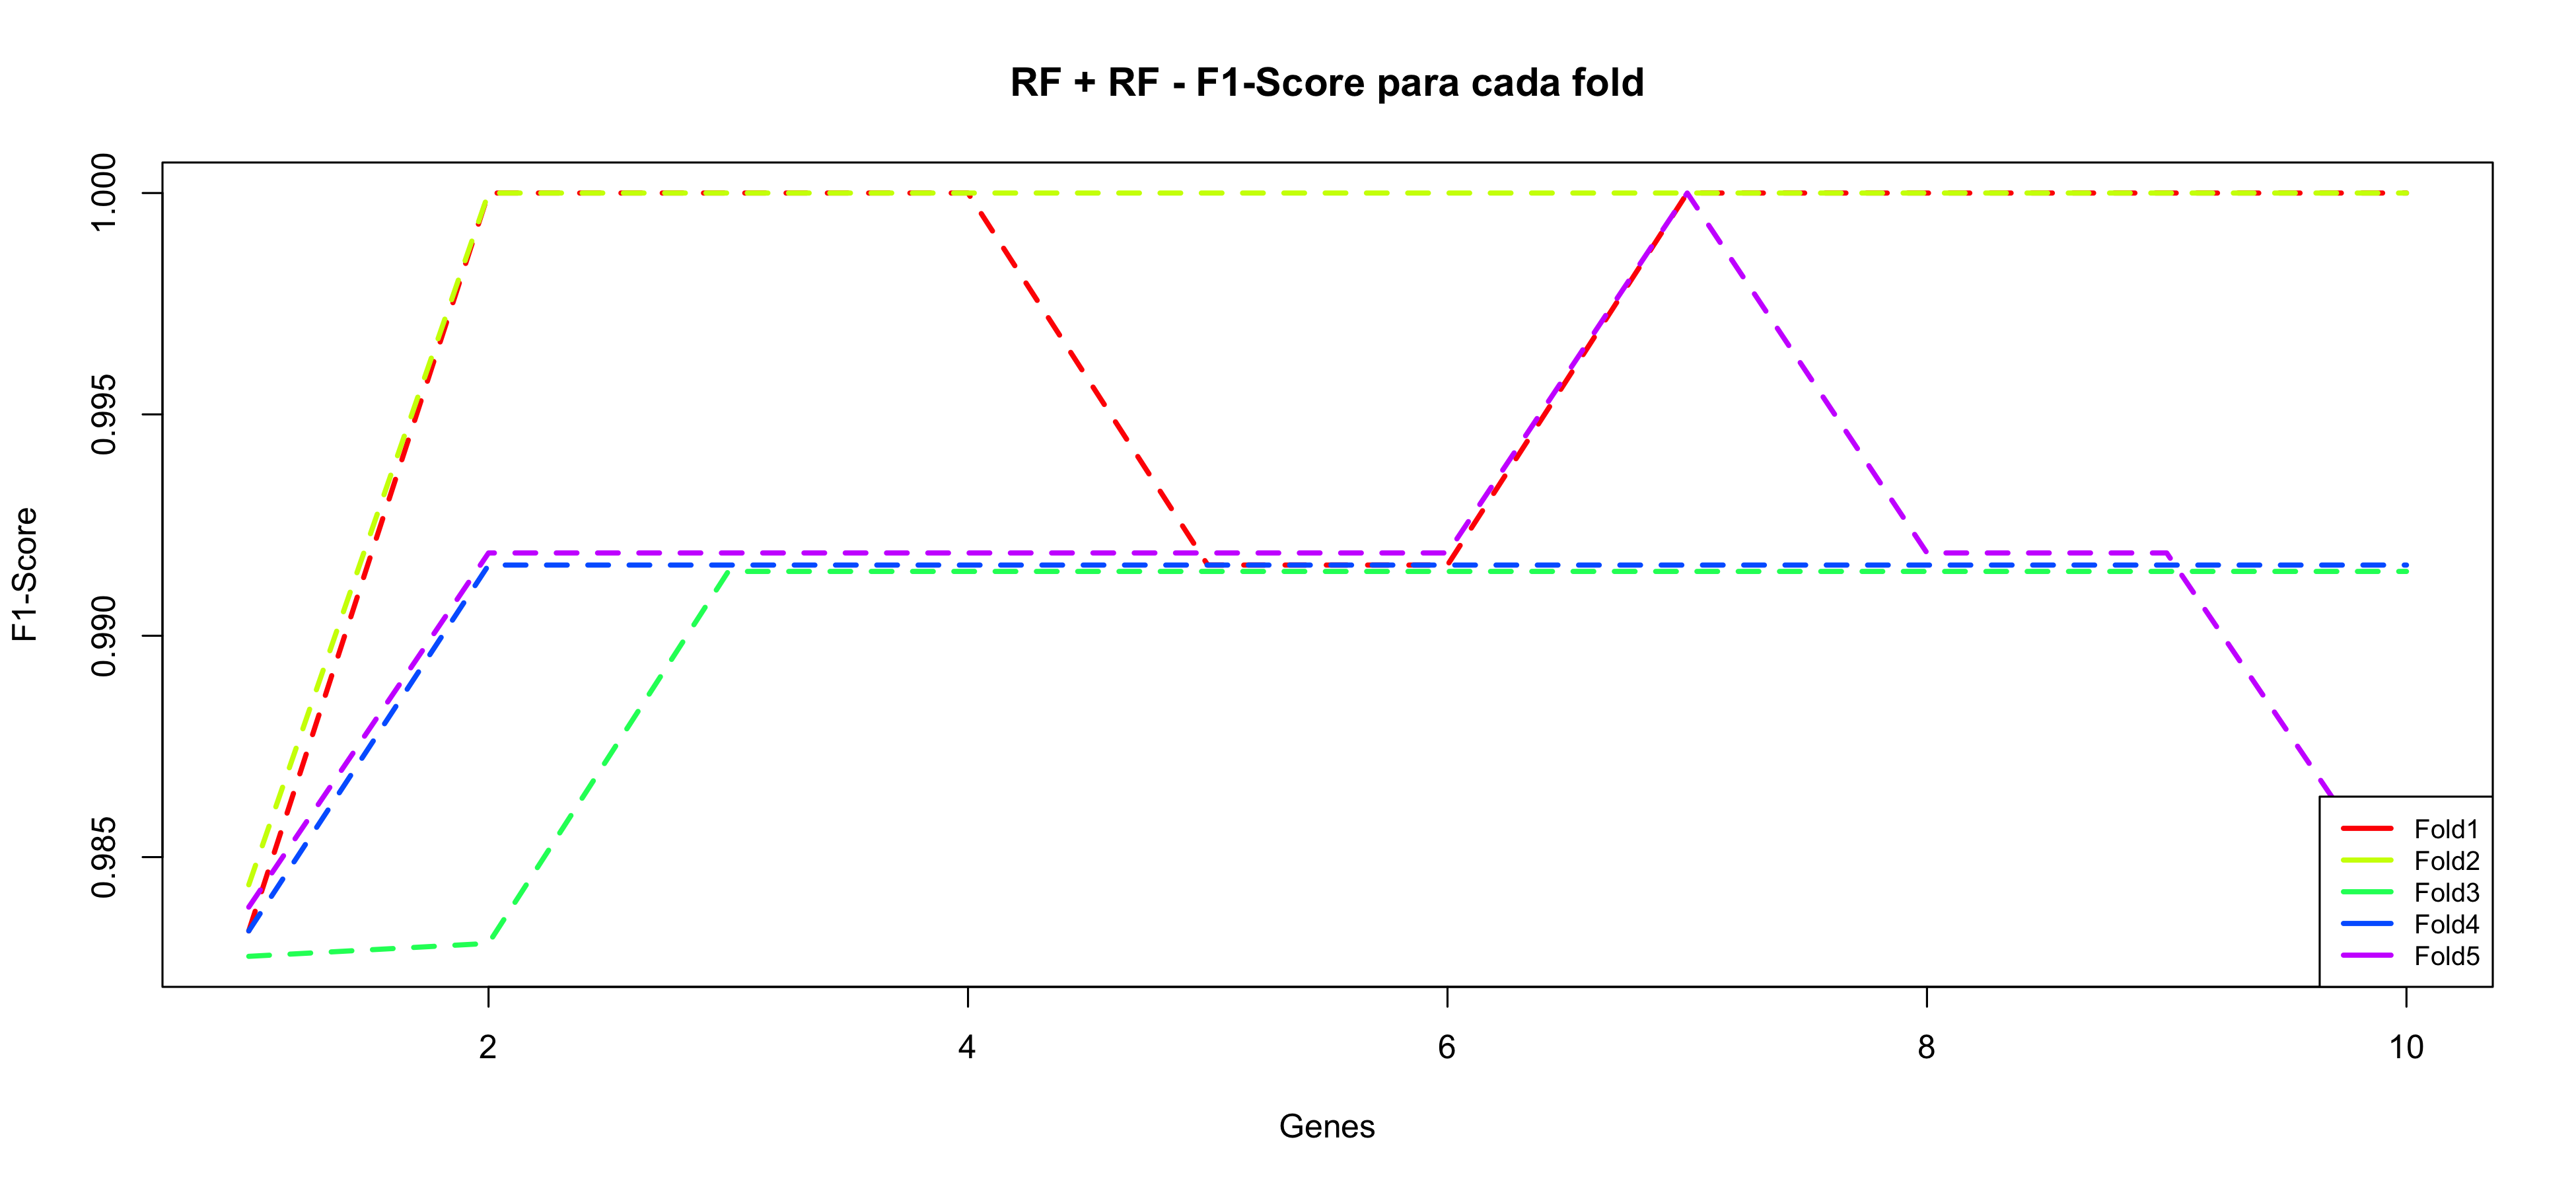 RF + RF - F1-Score para cada fold
F1-Score
1.000
0.995
0.990
0.985
2
4
6
8
10
Genes
Fold1
Fold2
Fold3
Fold4
Fold5